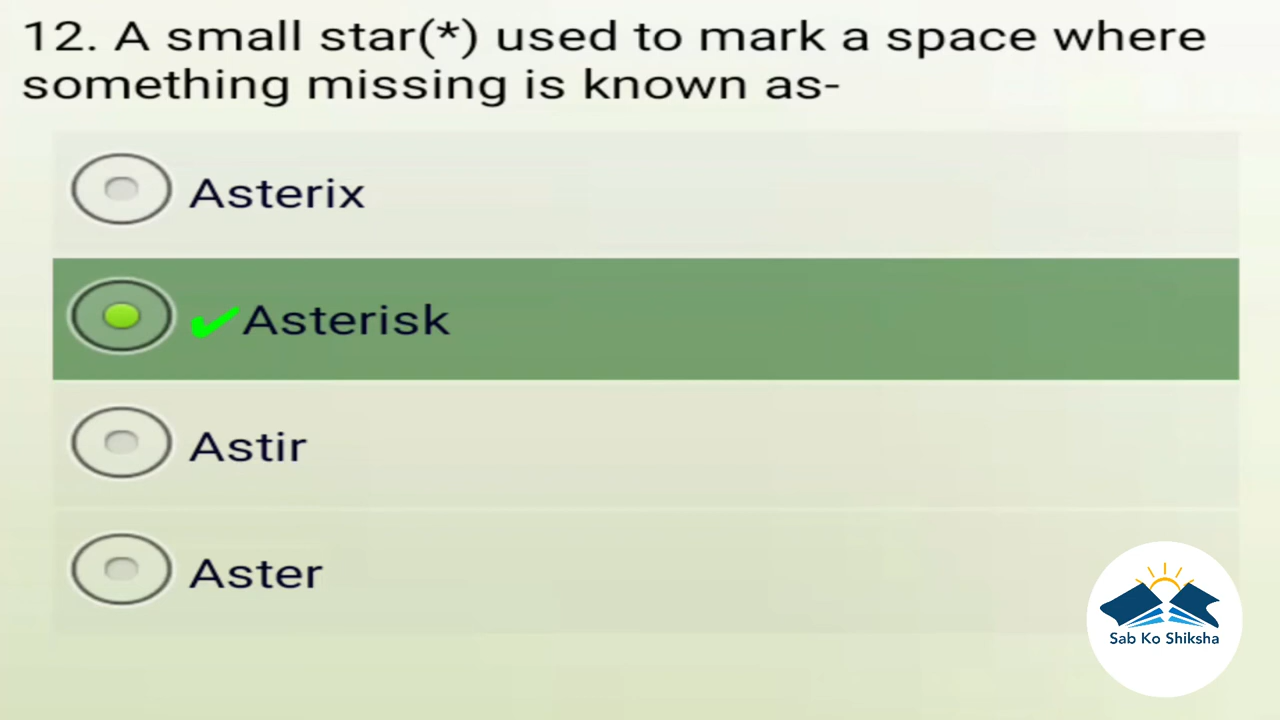 12. A small star(*) used to mark a space where
something missing is known as-
Asterix
✔Asterisk
Astir
Aster
Sab Ko Shiksha